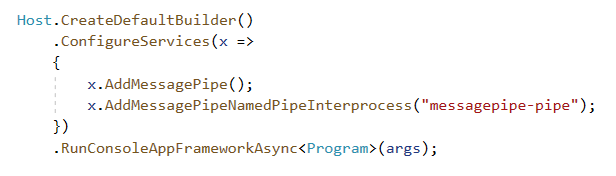 Host.CreateDefaultBuilder()
    .ConfigureServices(x =>
    {
        x.AddMessagePipe();
        x.AddMessagePipeNamedPipeInterprocess("messagepipe-pipe");
    })
    .RunConsoleAppFrameworkAsync<Program>(args);